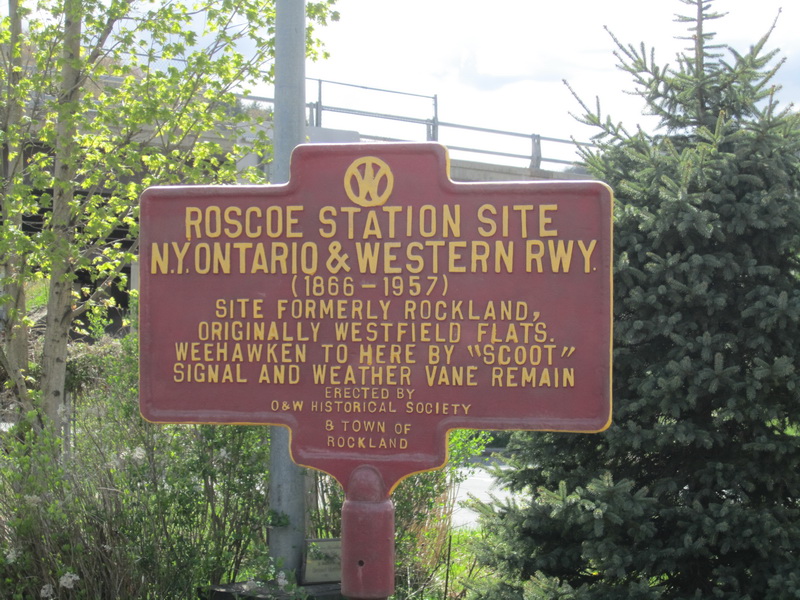 ROSCOE STATION SITE
N.Y. ONTARIO & WESTERN RWY.
(1866-1957)
SITE FORMERLY ROCKLAND,
ORIGINALLY WESTFIELD FLATS.
WEEHAWKEN TO HERE BY "SCOOT"
SIGNAL AND WEATHER VANE REMAIN
ERECTED BY
O&W HISTORICAL SOCIETY
& TOWN OF
ROCKLAND